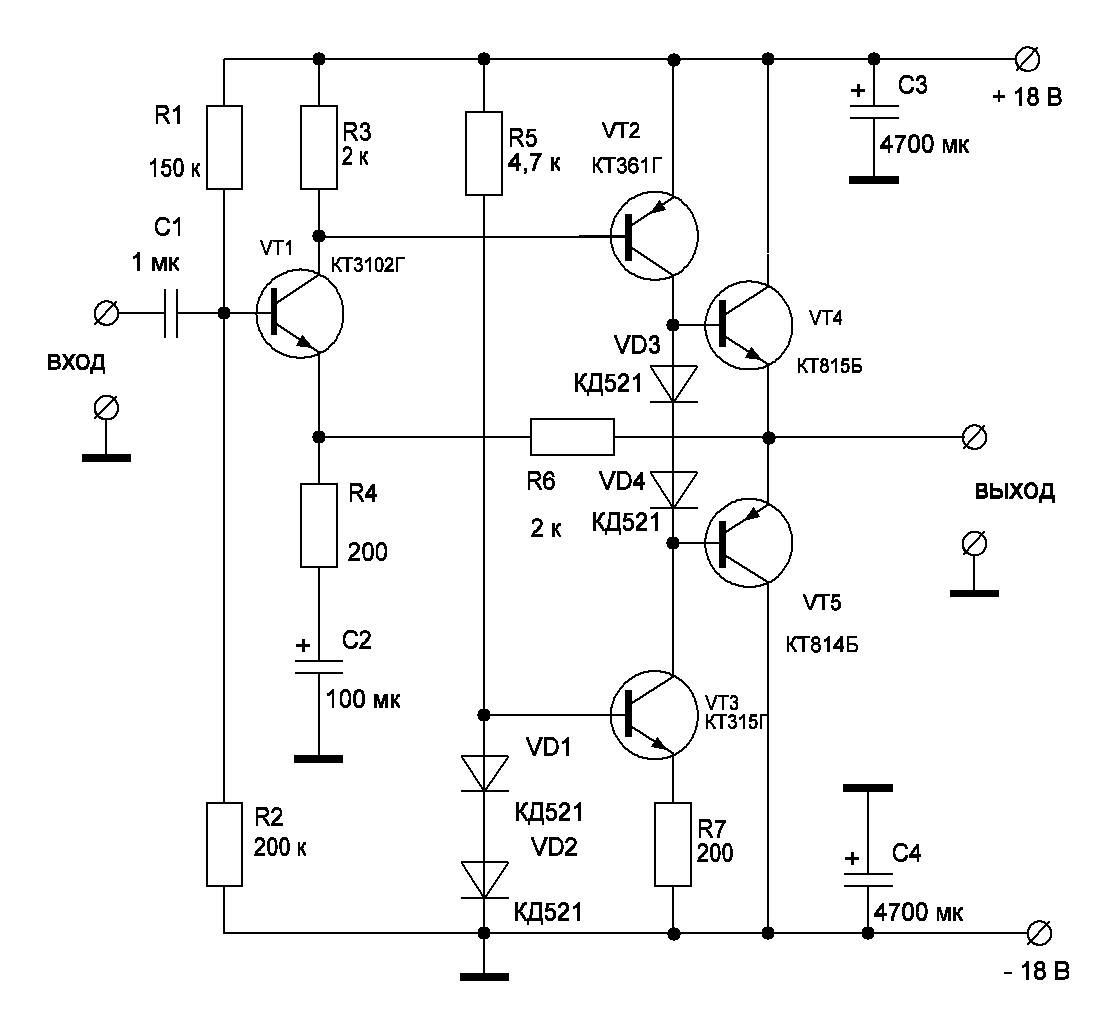 C3
+ 18 В
+
4700 мк
R1
150 к
R3
2 к
R5
4,7 к
VT2
КТ361Г
C1
1 мк
VT1
КТ3102Г
VT4
КТ815Б
ВХОД
VD3
КД521
R6
2 к
VD4
КД521
ВЫХОД
R4
200
VT5
КТ814Б
+
C2
100 мк
VT3
КТ315Г
VD1
КД521
R2
200 к
VD2
R7
200
C4
+
КД521
4700 мк
- 18 В